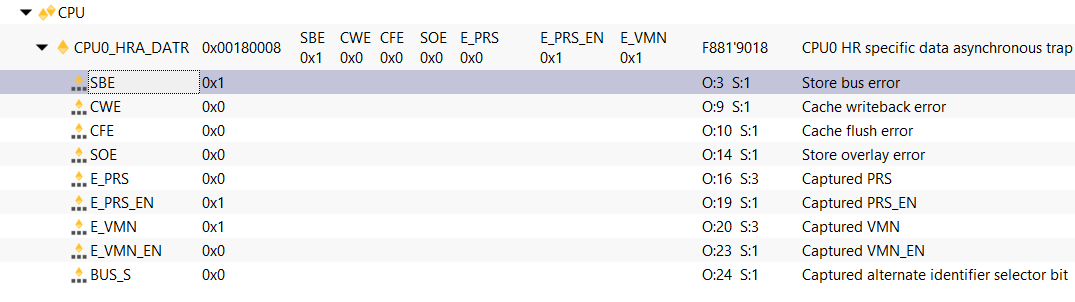 CPU
CPU0_HRA_DATR 0x00180008 SBE CWE CFE SOE E_PRS E_PRS_EN E_VMN F881'9018 CPU0 HR specific data asynchronous trap
0x1 0x0 0x0 0x0 0x0 0x1 0x1
SBE 0x1 O:3 S:1 Store bus error
CWE 0x0 O:9 S:1 Cache writeback error
CFE 0x0 O:10 S:1 Cache flush error
SOE 0x0 O:14 S:1 Store overlay error
E_PRS 0x0 O:16 S:3 Captured PRS
E_PRS_EN 0x1 O:19 S:1 Captured PRS_EN
E_VMN 0x1 O:20 S:3 Captured VMN
E_VMN_EN 0x0 O:23 S:1 Captured VMN_EN
BUS_S 0x0 O:24 S:1 Captured alternate identifier selector bit